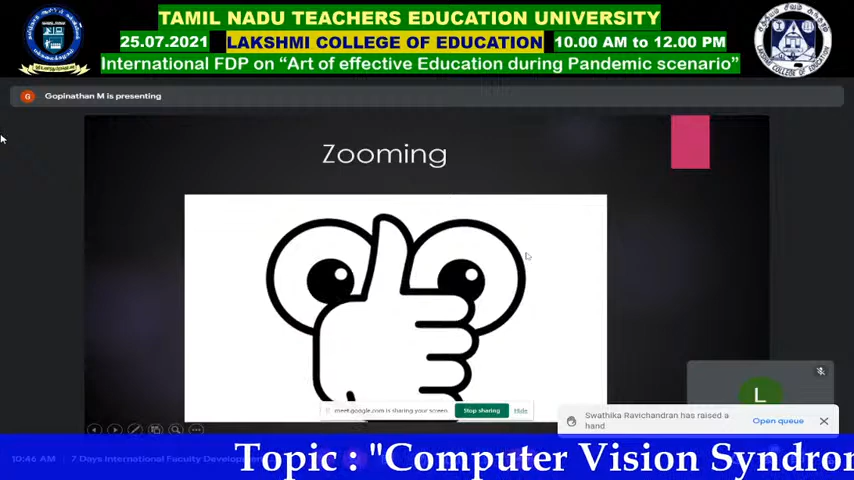 TAMIL NADU TEACHERS EDUCATION UNIVERSITY
25.07.2021 LAKSHMI COLLEGE OF EDUCATION 10.00 AM to 12.00 PM
International FDP on “Art of effective Education during Pandemic scenario”
G Gopinathan M is presenting
Zooming
L
meet.google.com is sharing your screen. Stop sharing Hide
Swathika Ravichandran has raised a
hand
Open queue
10:46 AM 7 Days International Faculty Develop
Topic : "Computer Vision Syndro